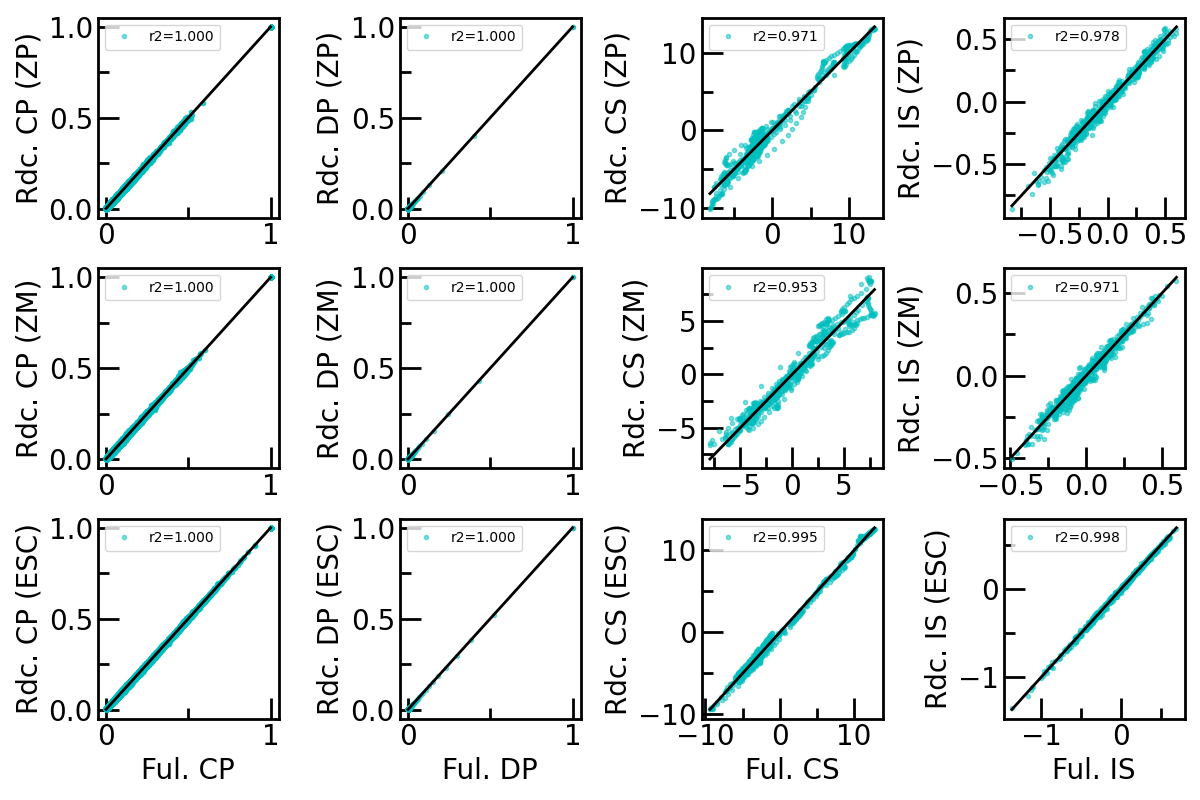 Rdc. CP (ZP)
1.0
0.5
0.0
r2=1.000
0
1
Rdc. DP (ZP)
1.0
0.5
0.0
r2=1.000
0
1
Rdc. CS (ZP)
10
0
−10
r2=0.971
0
10
Rdc. IS (ZP)
0.5
0.0
−0.5
r2=0.978
−0.5
0.0
0.5
Rdc. CP (ZM)
1.0
0.5
0.0
r2=1.000
0
1
Rdc. DP (ZM)
1.0
0.5
0.0
r2=1.000
0
1
Rdc. CS (ZM)
5
0
−5
r2=0.953
−5
0
5
Rdc. IS (ZM)
0.5
0.0
−0.5
r2=0.971
−0.5
0.0
0.5
Rdc. CP (ESC)
1.0
0.5
0.0
r2=1.000
0
1
Ful. CP
Rdc. DP (ESC)
1.0
0.5
0.0
r2=1.000
0
1
Ful. DP
Rdc. CS (ESC)
10
0
−10
r2=0.995
−10
0
10
Ful. CS
Rdc. IS (ESC)
0
−1
r2=0.998
−1
0
Ful. IS